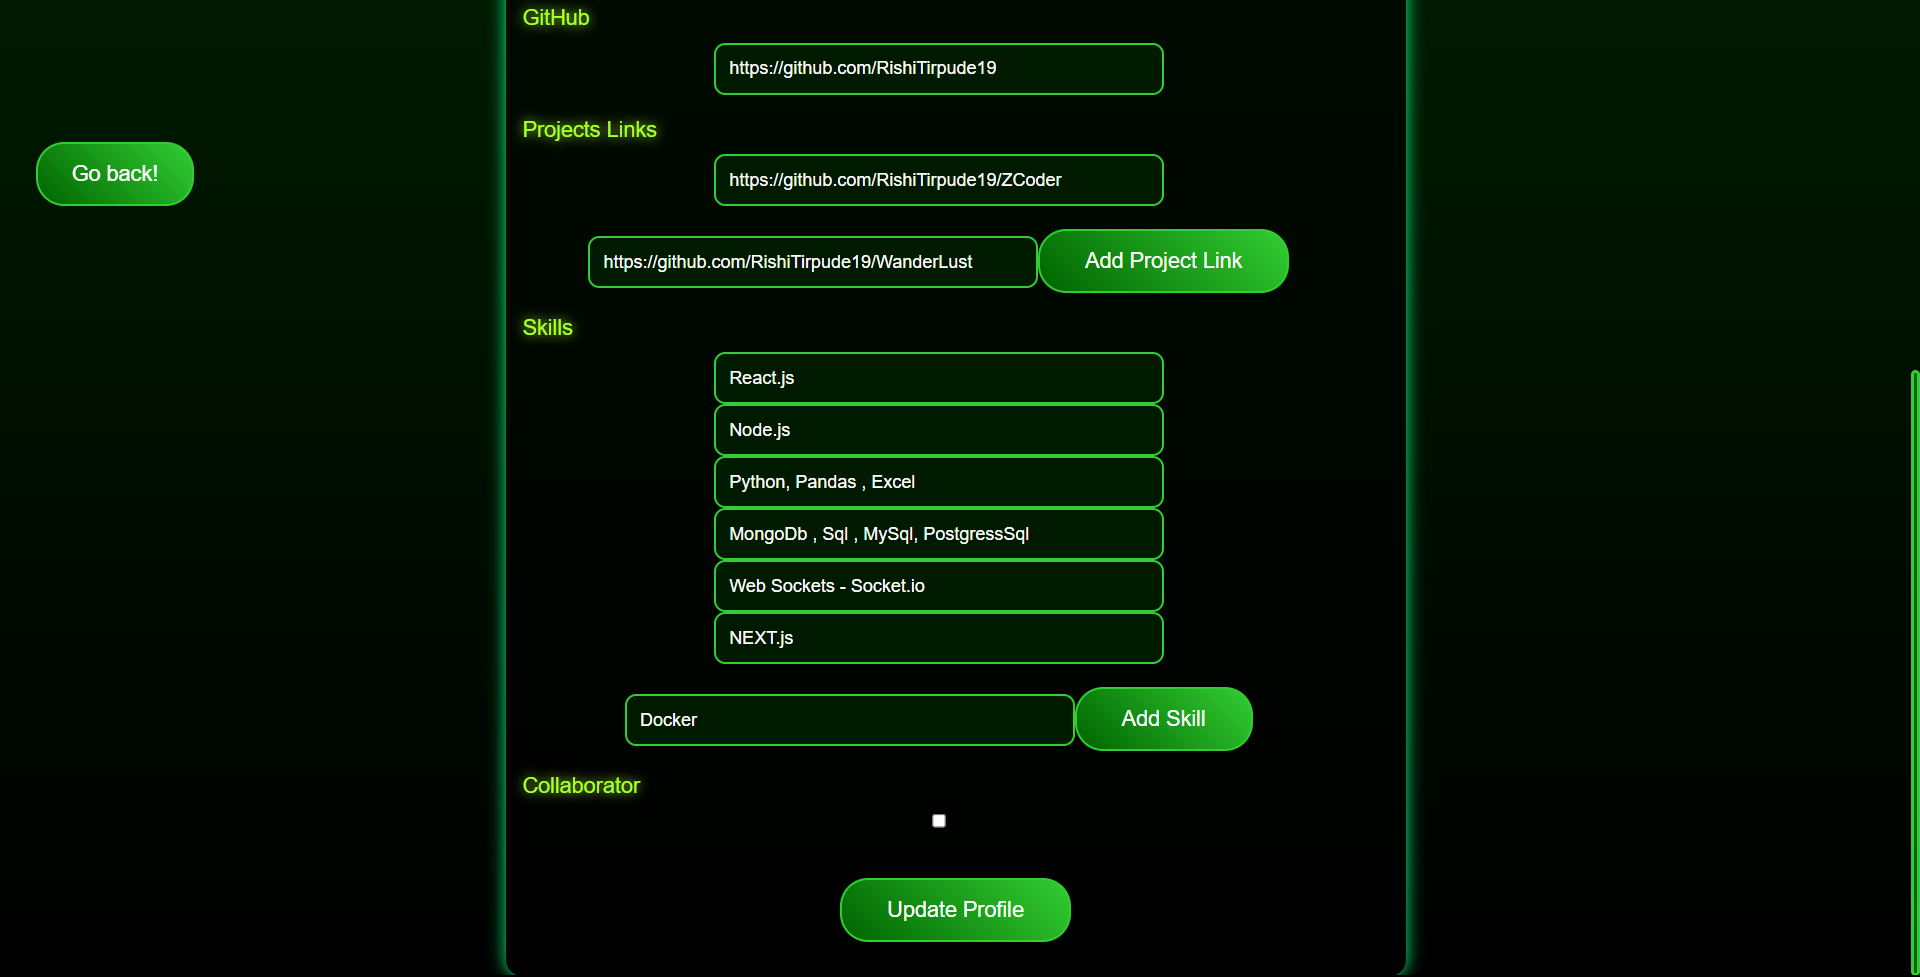 GitHub
https://github.com/RishiTirpude19
Projects Links
Go back!
https://github.com/RishiTirpude19/ZCoder
https://github.com/RishiTirpude19/WanderLust
Add Project Link
Skills
React.js
Node.js
Python, Pandas , Excel
MongoDb , Sql , MySql, PostgressSql
Web Sockets - Socket.io
NEXT.js
Docker
Add Skill
Collaborator
Update Profile